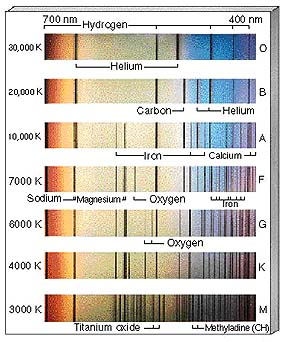 700 nm 400 nm
Hydrogen
30,000 K O
Helium
20,000 K B
Carbon Helium
10,000 K A
Iron Calcium
7000 K F
Sodium Magnesium Oxygen Iron
6000 K G
Oxygen
4000 K K
3000 K M
Titanium oxide Methyladine (CH)